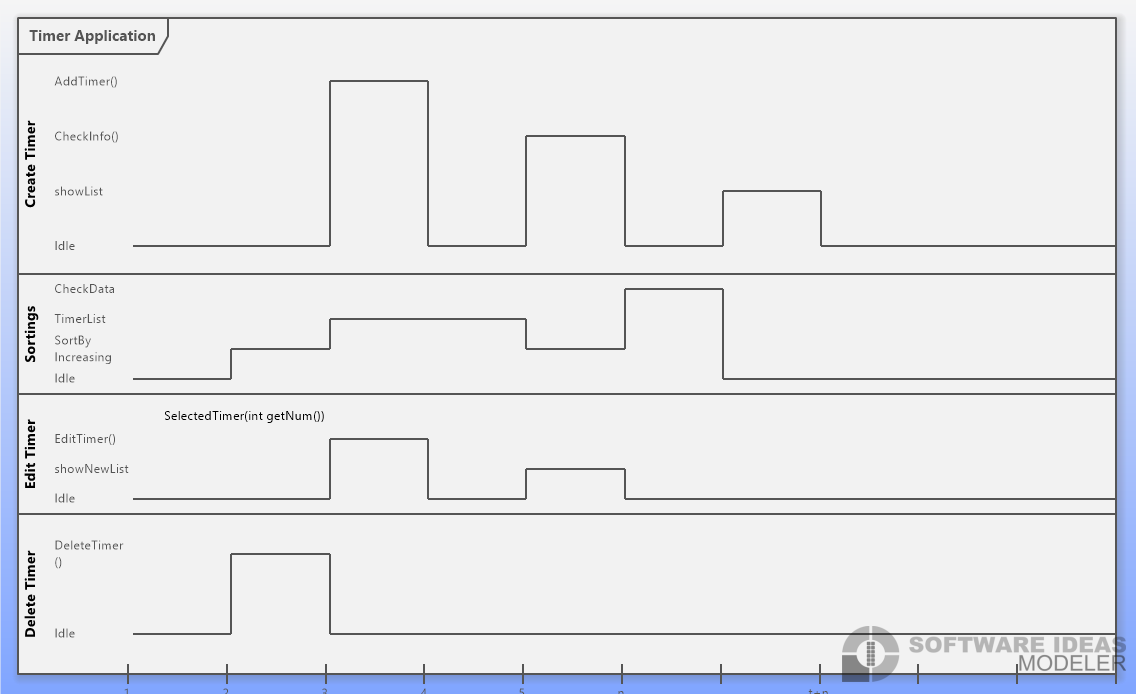 Timer Application
Create Timer
AddTimer()
CheckInfo()
showList
Idle
Sortings
CheckData
TimerList
SortBy
Increasing
Idle
Edit Timer
SelectedTimer(int getNum())
EditTimer()
showNewList
Idle
Delete Timer
DeleteTimer
()
Idle
SOFTWARE IDEAS
MODELER
1 2 3 4 5 n t+n